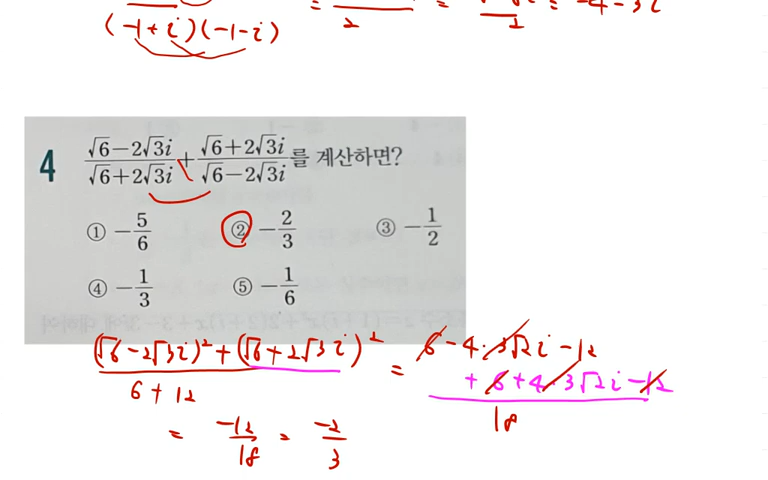 (-1+i)(-1-i) = 2 = 2 = -4-3i
4 (√6-2√3i)/(√6+2√3i) + (√6+2√3i)/(√6-2√3i) 를 계산하면?
① -5/6 ② -2/3 ③ -1/2
④ -1/3 ⑤ -1/6
((√6-2√3i)²+(√6+2√3i)²)/(6+12) = (6-4·3√2i-12
+6+4·3√2i-12)/18
= -12/18 = -2/3